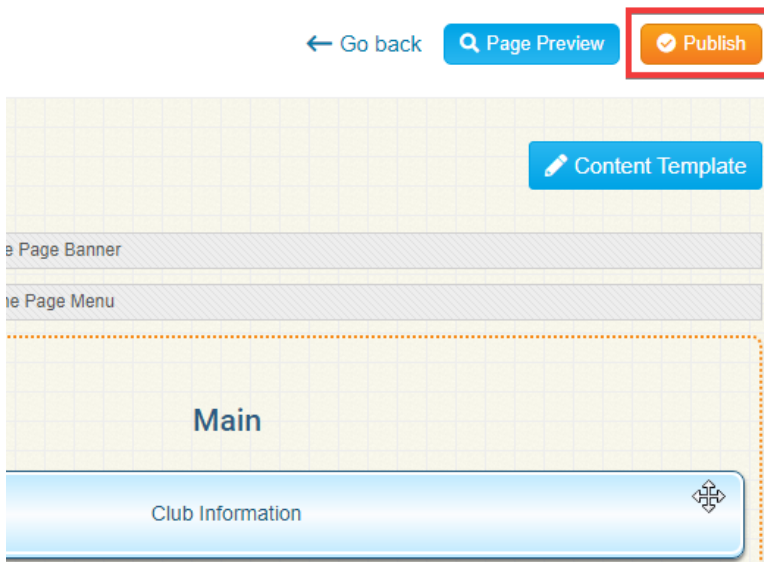 Go back Page Preview Publish
Content Template
e Page Banner
e Page Menu
Main
Club Information